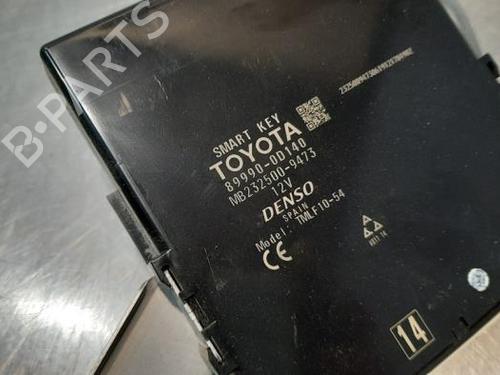 B-PARTS
SMART KEY
TOYOTA
89990-0D140
MB232500-9473
12V
DENSO
SPAIN
Model: TMLF10-54
CE
14